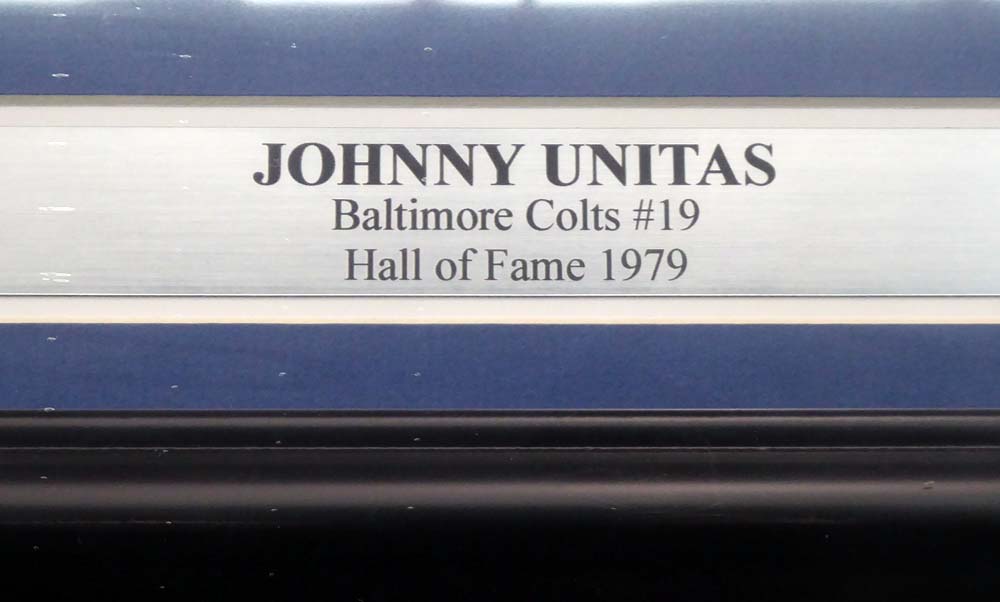 JOHNNY UNITAS
Baltimore Colts #19
Hall of Fame 1979